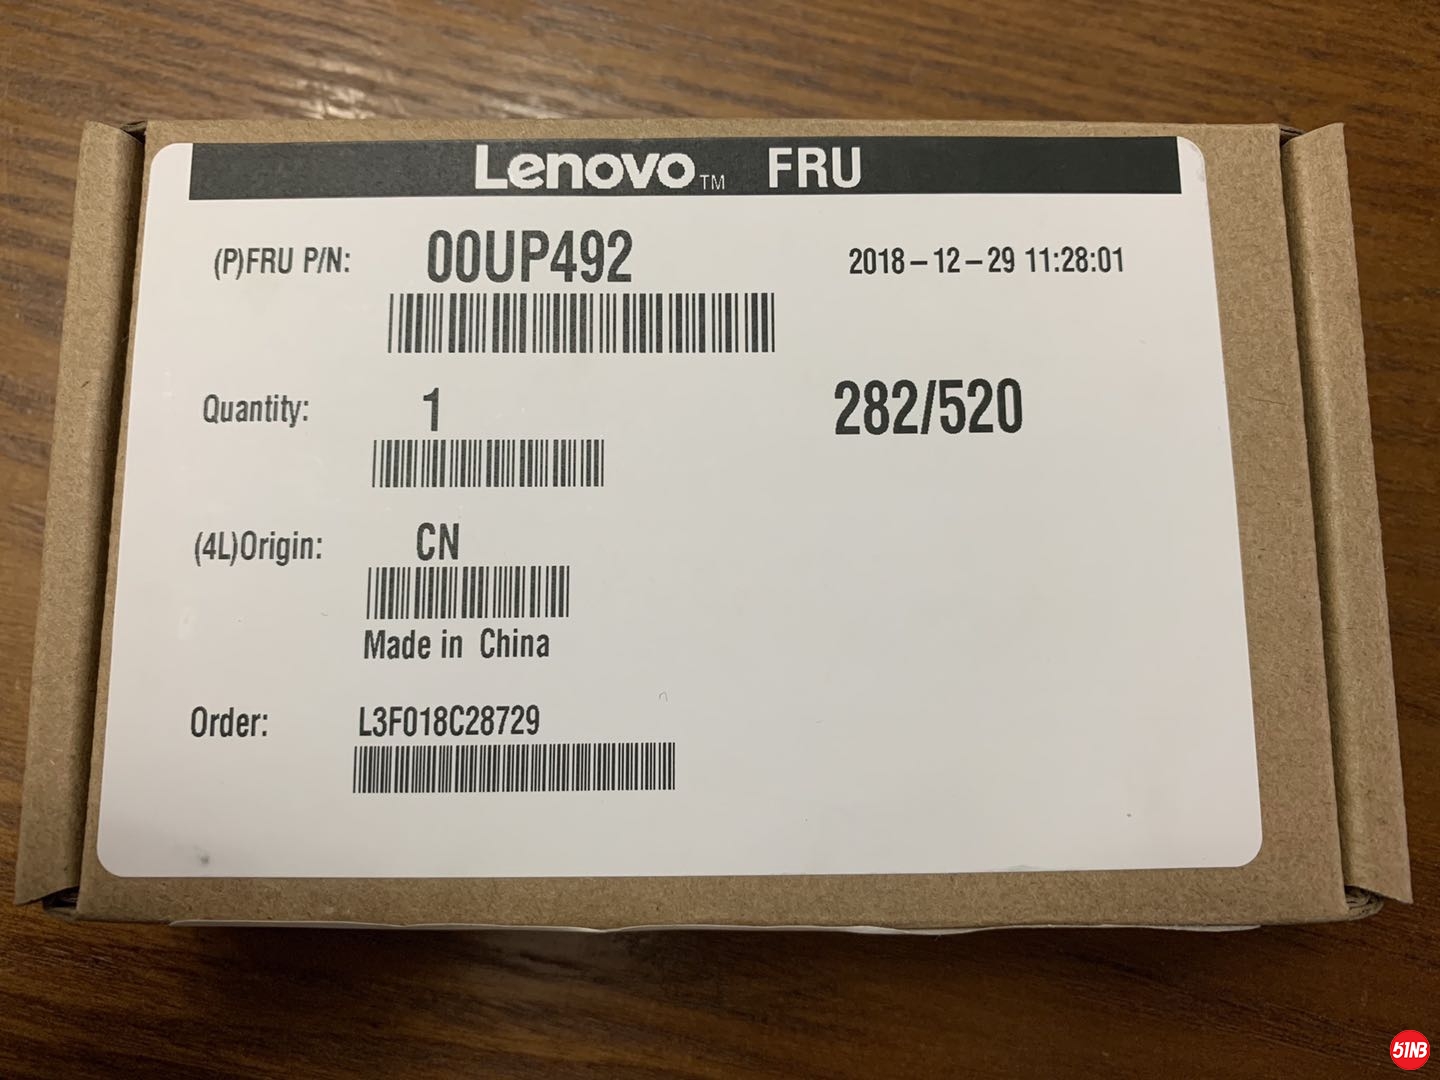 Lenovo™ FRU
(P)FRU P/N: 00UP492 2018-12-29 11:28:01
Quantity: 1 282/520
(4L)Origin: CN
Made in China
Order: L3F018C28729
51NB